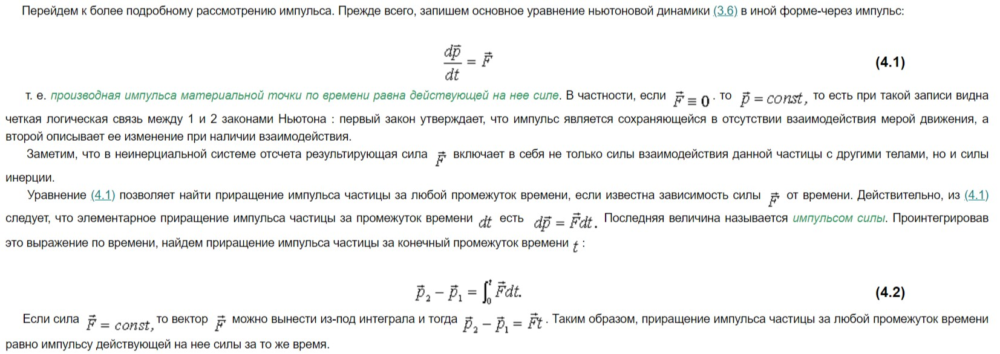 Перейдем к более подробному рассмотрению импульса. Прежде всего, запишем основное уравнение ньютоновой динамики (3.6) в иной форме-через импульс:
$\frac{d\vec{p}}{dt} = \vec{F}$ (4.1)
т. е. производная импульса материальной точки по времени равна действующей на нее силе. В частности, если $\vec{F} \equiv 0$. то $\vec{p} = const,$ то есть при такой записи видна
четкая логическая связь между 1 и 2 законами Ньютона : первый закон утверждает, что импульс является сохраняющейся в отсутствии взаимодействия мерой движения, а
второй описывает ее изменение при наличии взаимодействия.
Заметим, что в неинерциальной системе отсчета результирующая сила $\vec{F}$ включает в себя не только силы взаимодействия данной частицы с другими телами, но и силы
инерции.
Уравнение (4.1) позволяет найти приращение импульса частицы за любой промежуток времени, если известна зависимость силы $\vec{F}$ от времени. Действительно, из (4.1)
следует, что элементарное приращение импульса частицы за промежуток времени $dt$ есть $d\vec{p} = \vec{F}dt.$ Последняя величина называется импульсом силы. Проинтегрировав
это выражение по времени, найдем приращение импульса частицы за конечный промежуток времени $t$ :
$\vec{p}_2 - \vec{p}_1 = \int_0^t \vec{F}dt.$ (4.2)
Если сила $\vec{F} = const,$ то вектор $\vec{F}$ можно вынести из-под интеграла и тогда $\vec{p}_2 - \vec{p}_1 = \vec{F}t$. Таким образом, приращение импульса частицы за любой промежуток времени
равно импульсу действующей на нее силы за то же время.